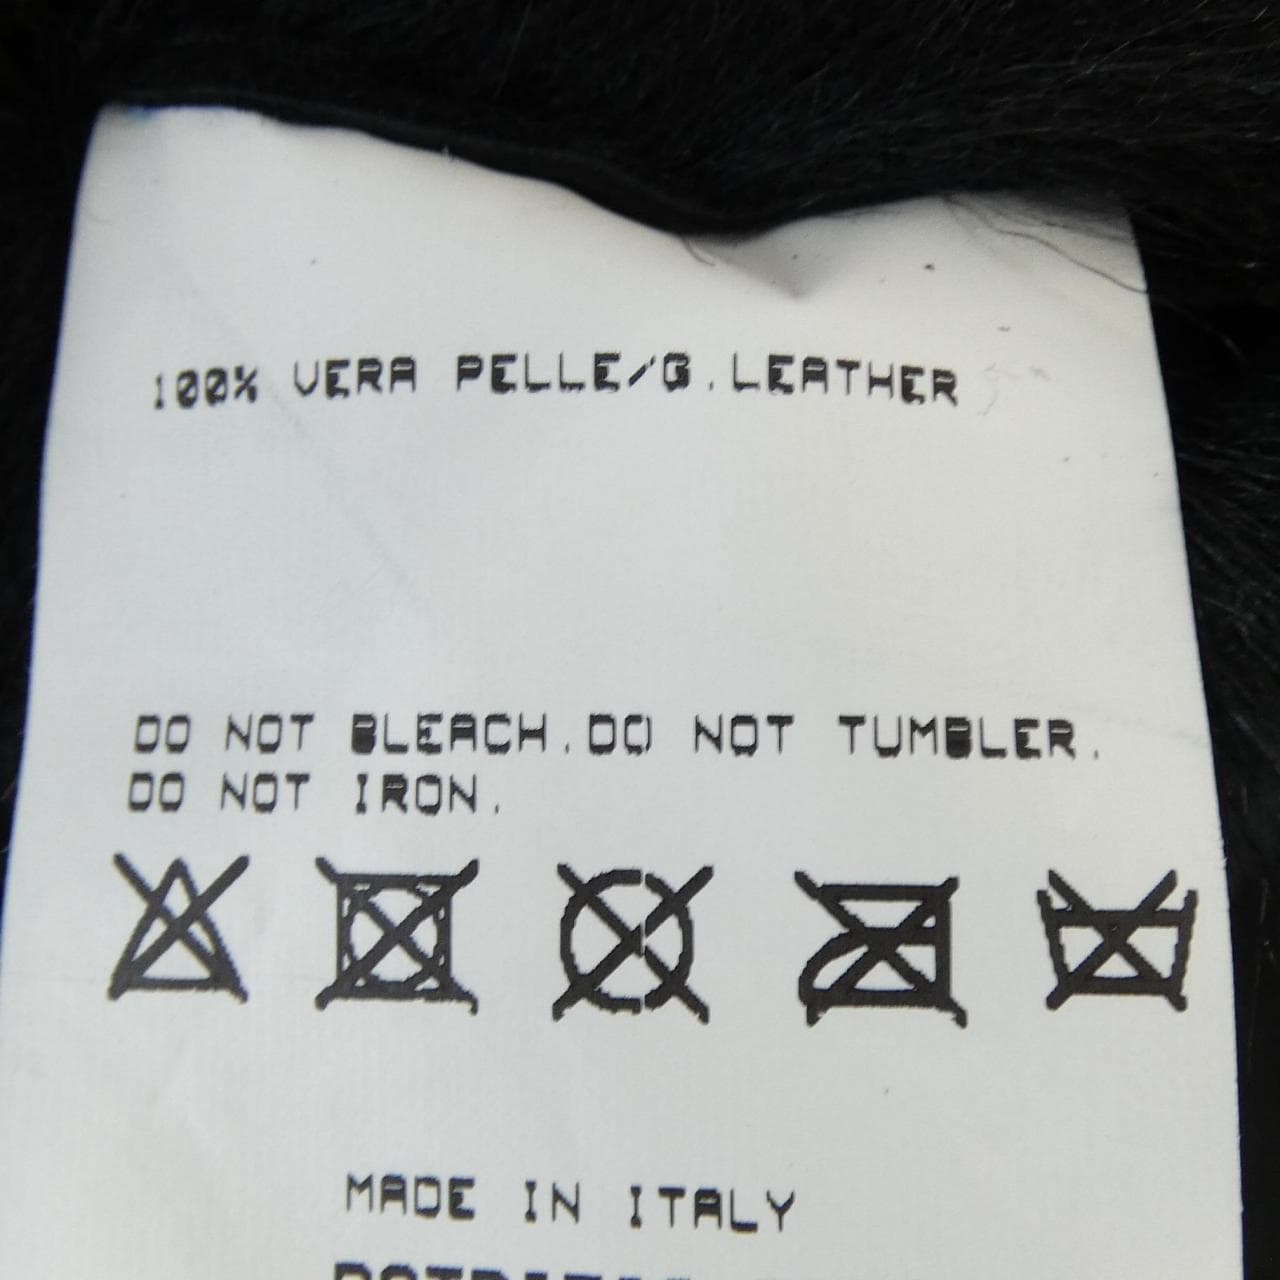 100% VERA PELLE/G.LEATHER
DO NOT BLEACH.DO NOT TUMBLER.
DO NOT IRON.
MADE IN ITALY